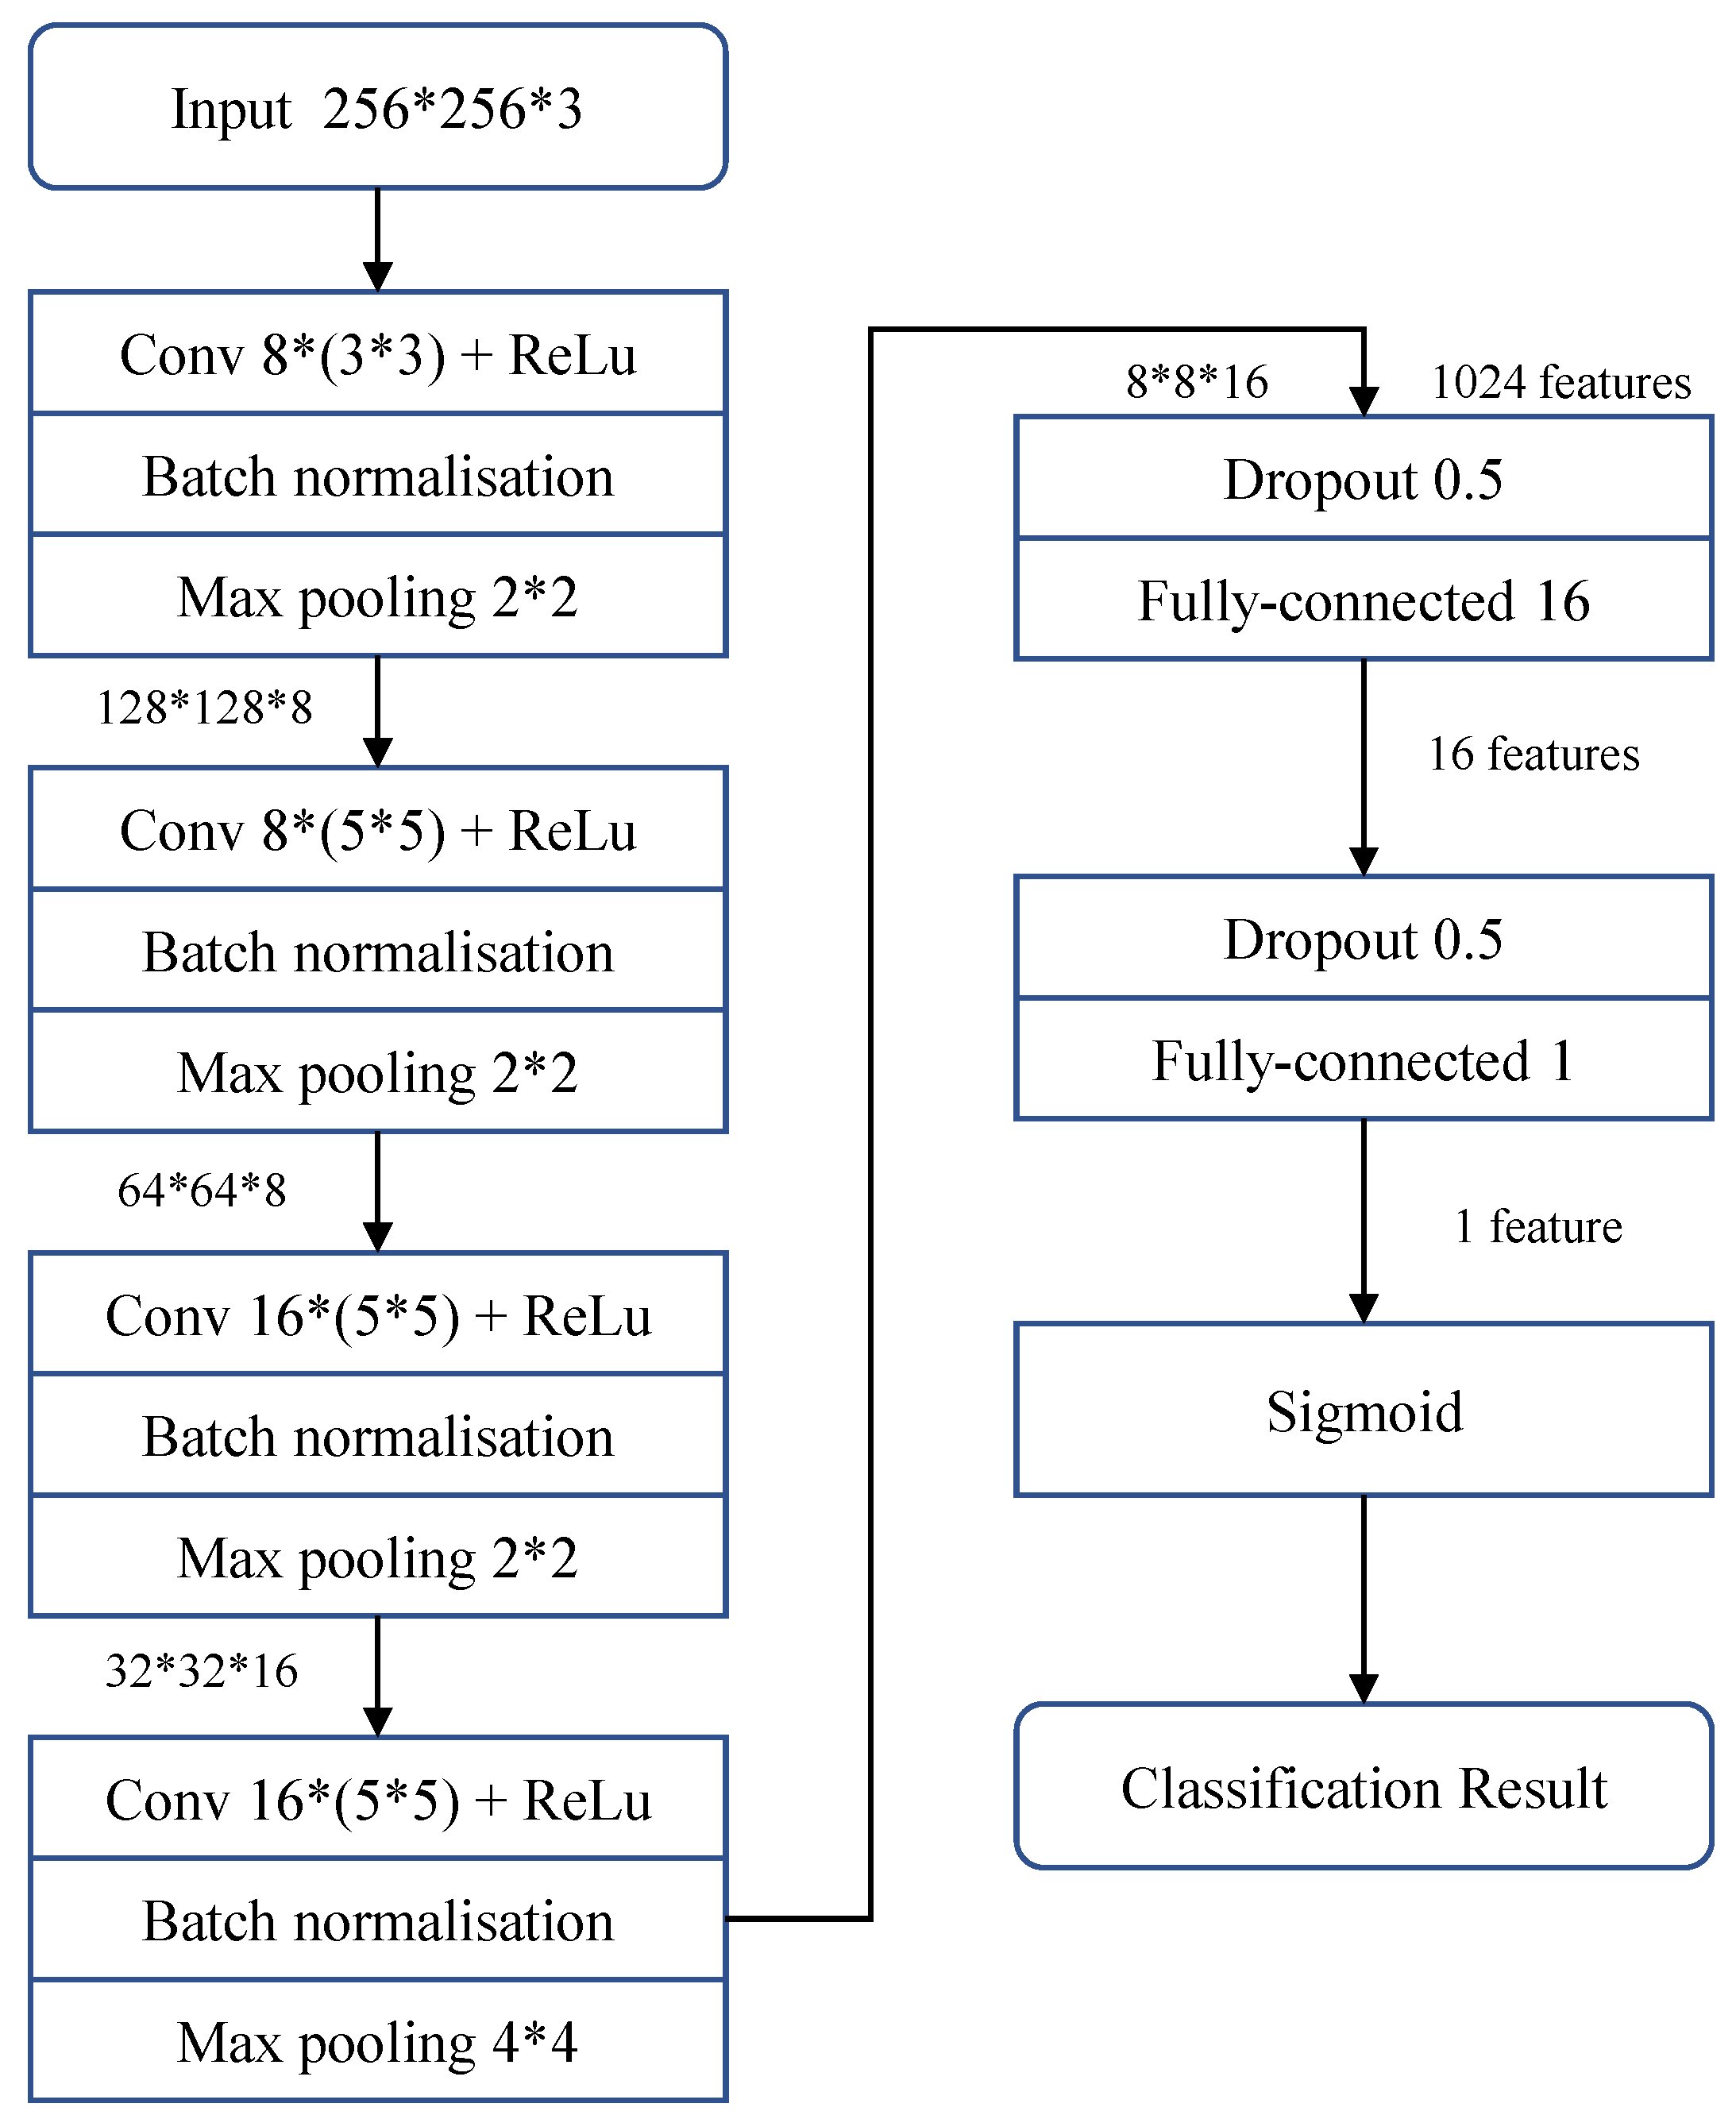 Input 256*256*3
Conv 8*(3*3) + ReLu
Batch normalisation
Max pooling 2*2
128*128*8
Conv 8*(5*5) + ReLu
Batch normalisation
Max pooling 2*2
64*64*8
Conv 16*(5*5) + ReLu
Batch normalisation
Max pooling 2*2
32*32*16
Conv 16*(5*5) + ReLu
Batch normalisation
Max pooling 4*4
8*8*16 1024 features
Dropout 0.5
Fully-connected 16
16 features
Dropout 0.5
Fully-connected 1
1 feature
Sigmoid
Classification Result